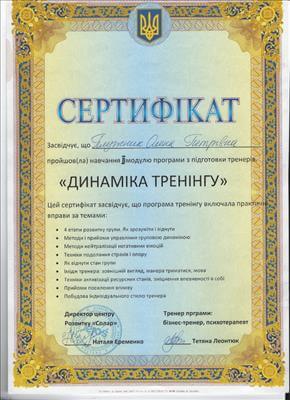 СЕРТИФІКАТ
Засвідчує, що Олена Петрівна
пройшов(ла) навчання модулю програми з підготовки тренерів
«ДИНАМІКА ТРЕНІНГУ»
Цей сертифікат засвідчує, що програма тренінгу включала практичні
вправи за темами:
4 етапи розвитку групи. Як зрозуміти і відчути
Методи і прийоми управління груповою динамікою
Методи нейтралізації негативних емоцій
Техніки подолання страхів і опору
Як відчути стан групи
Імідж тренера: зовнішній вигляд, манера триматися, мова
Техніки активізації ресурсних станів, зміцнення впевненості в собі
Прийоми посилення впливу
Побудова індивідуального стилю тренера
Директор центру
Розвитку «Солар»
Наталя Еременко
Тренер програми:
бізнес-тренер, психотерапевт
Тетяна Леонтюк